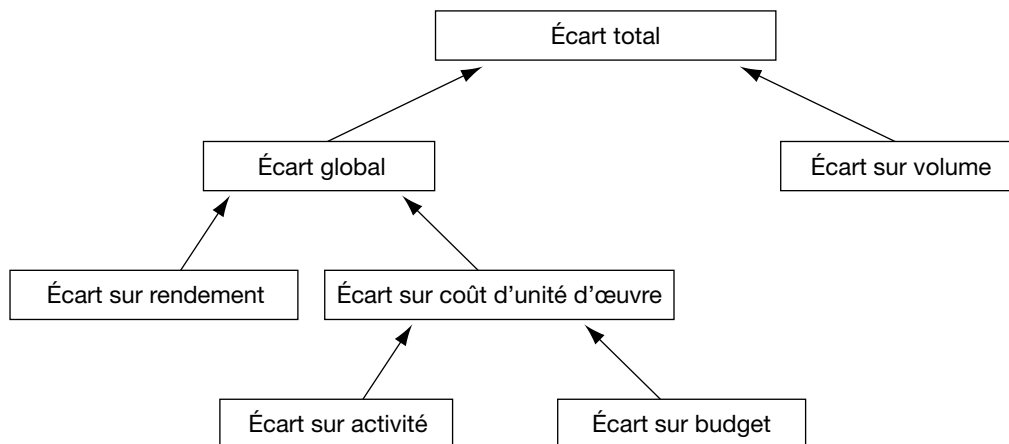 Écart total
Écart global
Écart sur volume
Écart sur rendement
Écart sur coût d’unité d’œuvre
Écart sur activité
Écart sur budget